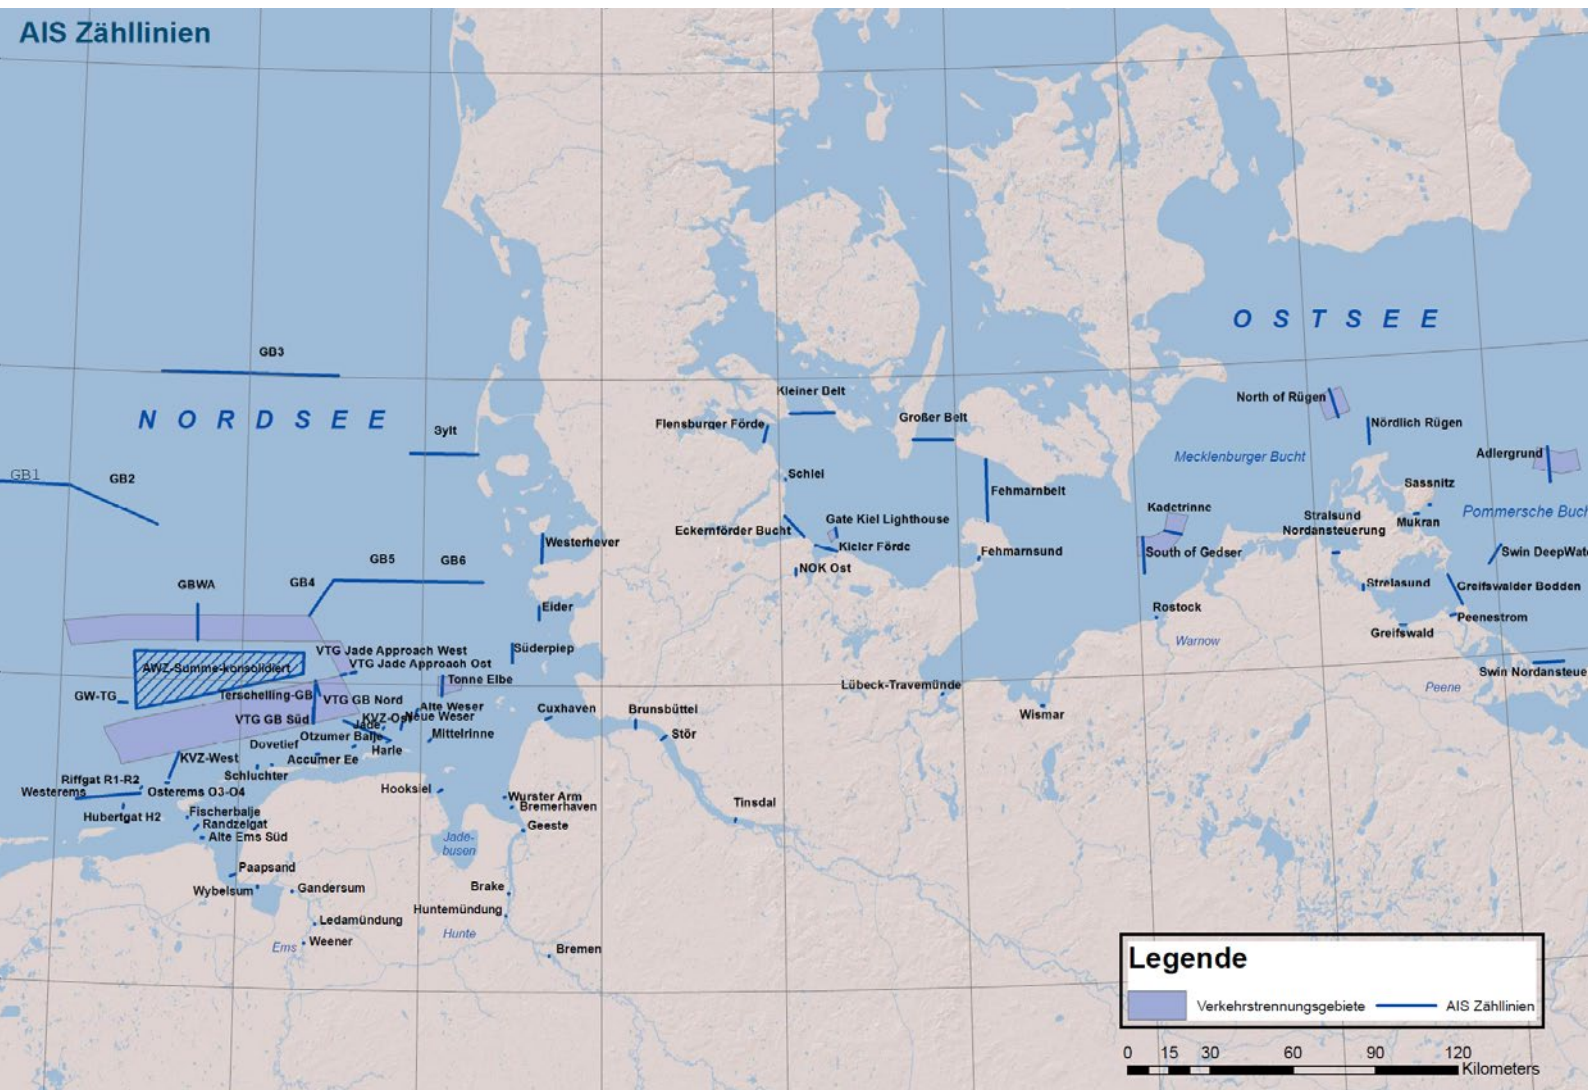 AIS Zähllinien
OSTSEE
GB3
Kleiner Belt
North of Rügen
NORDSEE
Flensburger Förde
Großer Belt
Nördlich Rügen
Sylt
Mecklenburger Bucht
Adlergrund
GB1
GB2
Schlei
Sassnitz
Fehmarnbelt
Kadetrinne
Stralsund
Nordansteuerung
Mukran
Pommersche Buch
Gate Kiel Lighthouse
Eckernförder Bucht
Westerhever
Kieler Förde
Fehmarnsund
South of Gedser
Swin DeepWate
GB5
GB6
NOK Ost
GB4
GBWA
Strelasund
Greifswalder Bodden
Eider
Rostock
Peenestrom
Warnow
Greifswald
VTG Jade Approach West
Süderpiep
AWZ-Summe-konsolidiert
VTG Jade Approach Ost
Swin Nordansteue
Tonne Elbe
Lübeck-Travemünde
Peene
GW-TG
Terschelling-GB
VTG GB Nord
Alte Weser
Cuxhaven
Brunsbüttel
Wismar
VTG GB Süd
KVZ-Ost
Neue Weser
Jade
Otzumer Balje
Mittelrinne
Stör
Dovetief
Harle
KVZ-West
Accumer Ee
Schluchter
Riffgat R1-R2
Westerems
Osterems O3-O4
Hooksiel
Wurster Arm
Bremerhaven
Tinsdal
Hubertgat H2
Fischerbalje
Randzelgat
Geeste
Alte Ems Süd
Jade-
busen
Paapsand
Wybelsum
Gandersum
Brake
Huntemündung
Ledamündung
Hunte
Ems
Weener
Bremen
Legende
Verkehrstrennungsgebiete
AIS Zähllinien
0 15 30 60 90 120
Kilometers